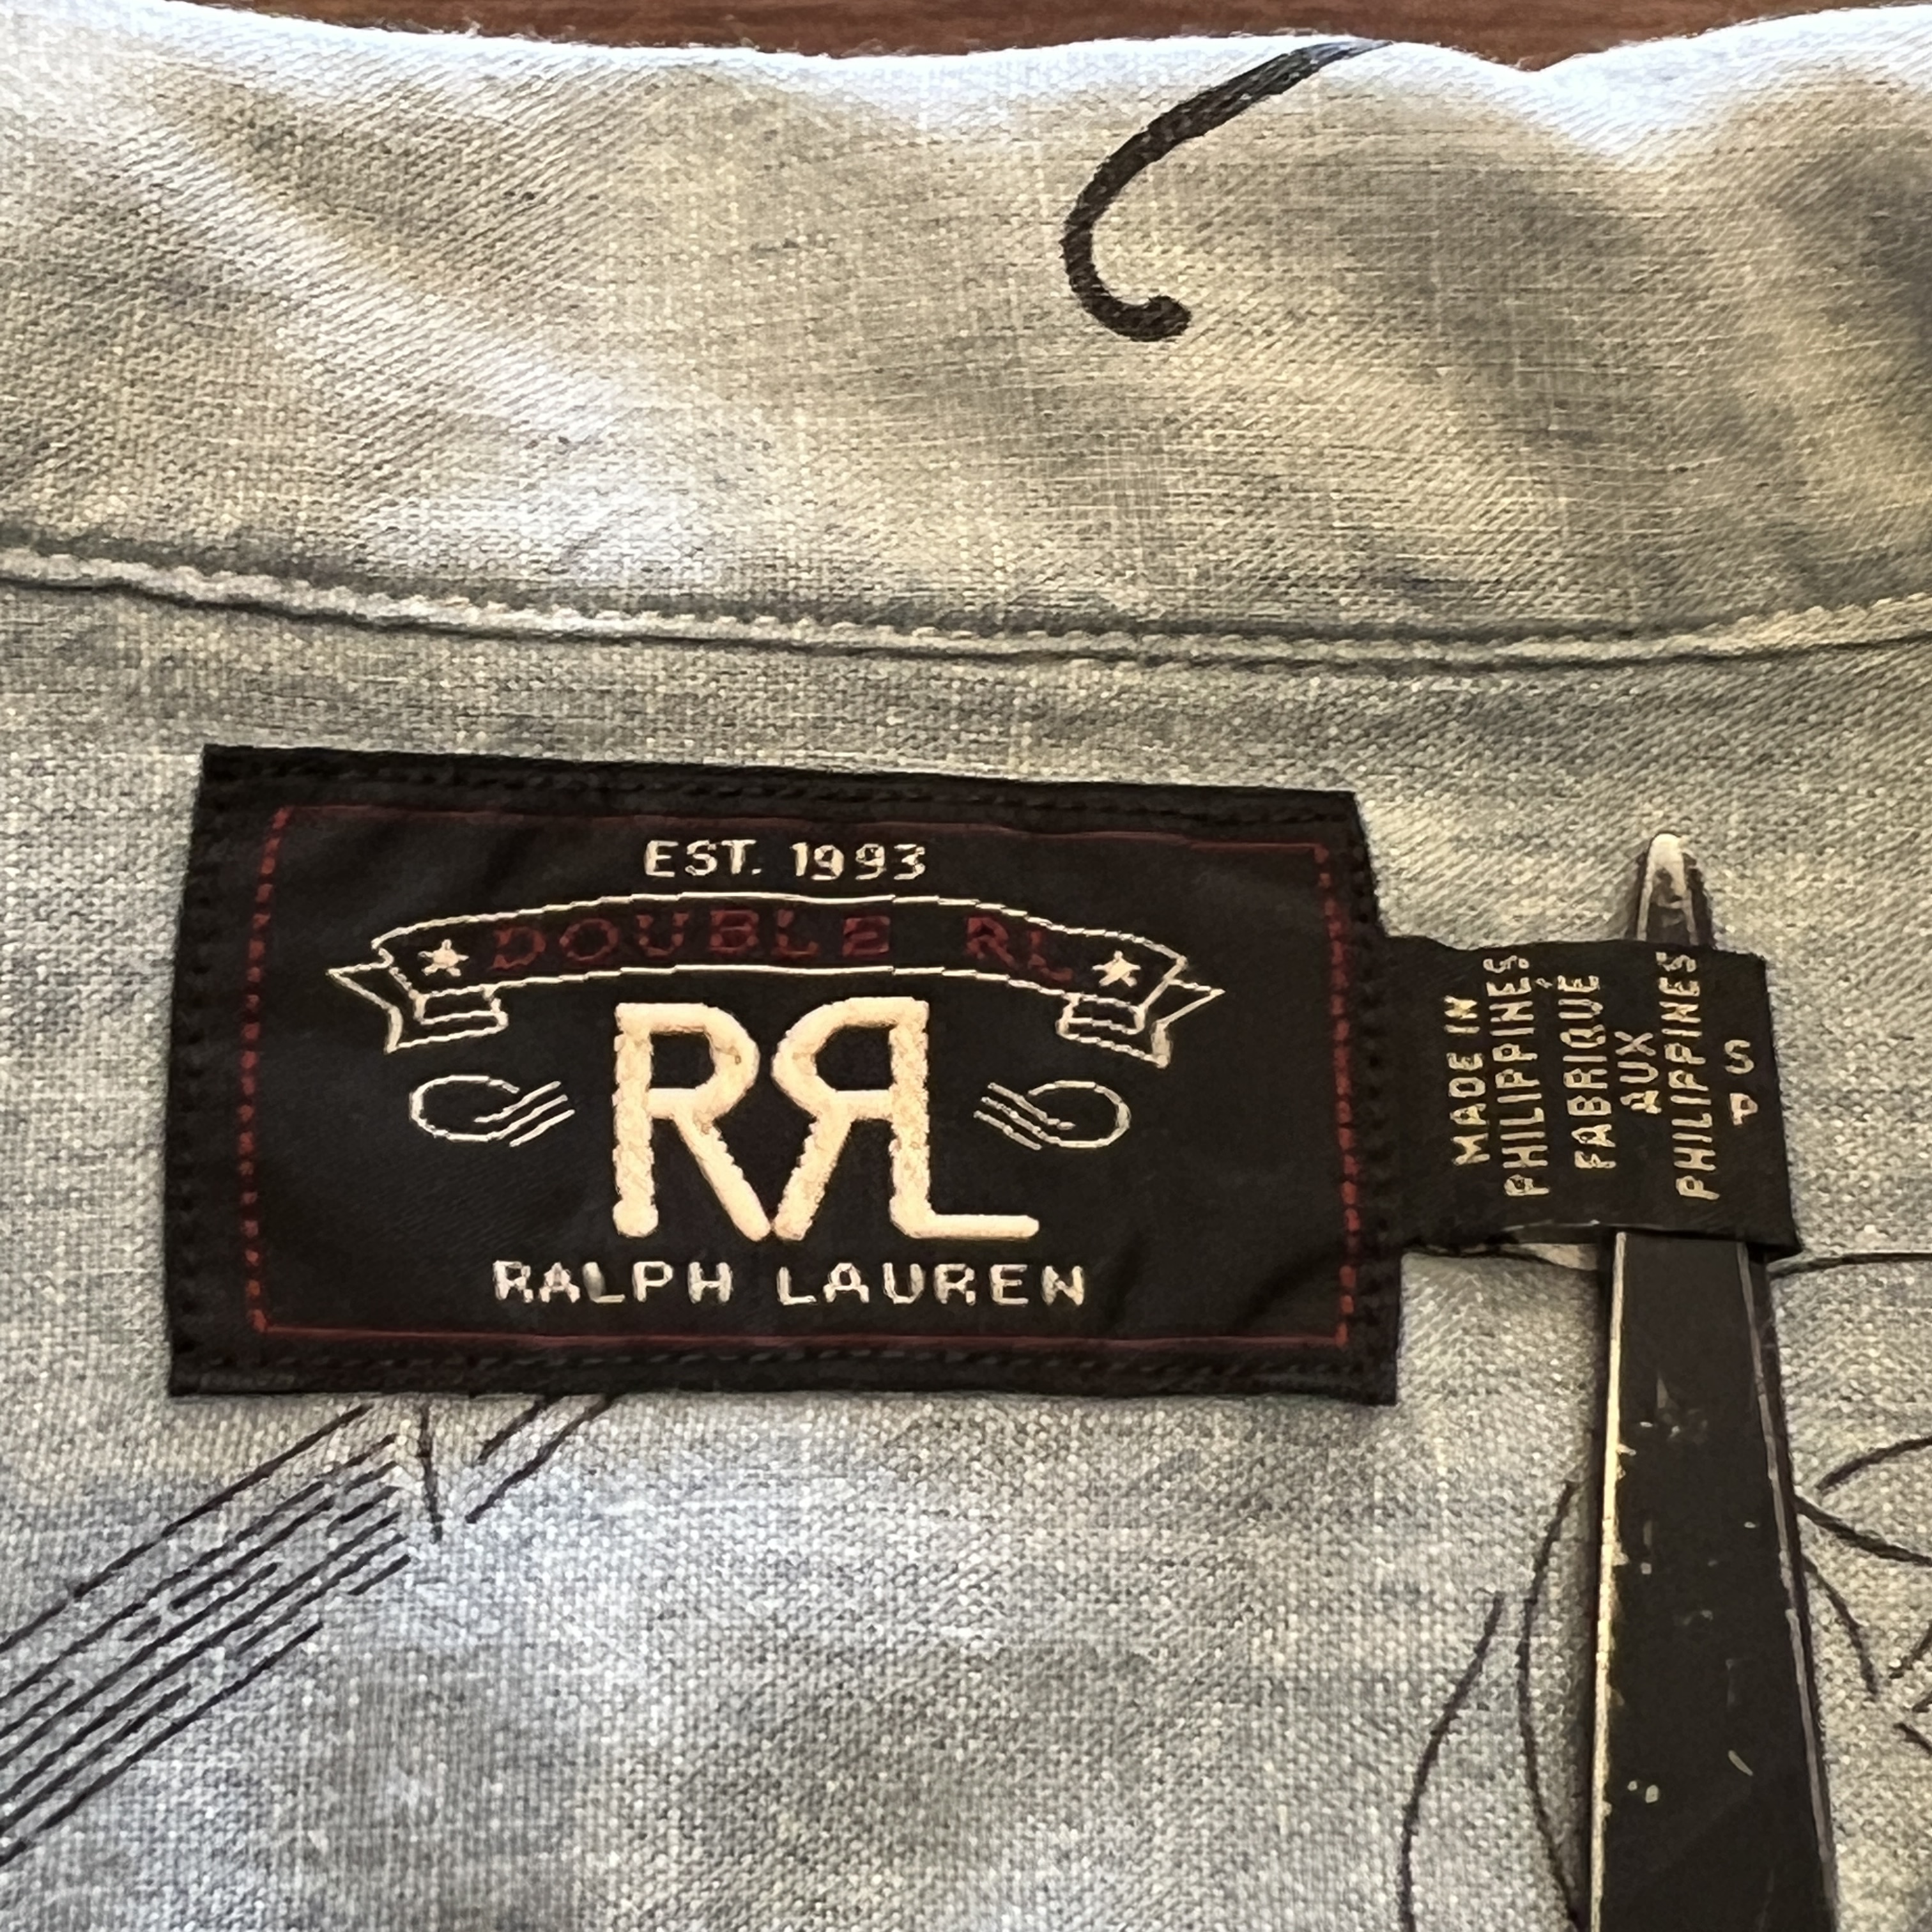 EST. 1993
DOUBLE RL
RRL
RALPH LAUREN
MADE IN
PHILIPPINES
FABRIQUÉ
AUX
PHILIPPINES
S
P